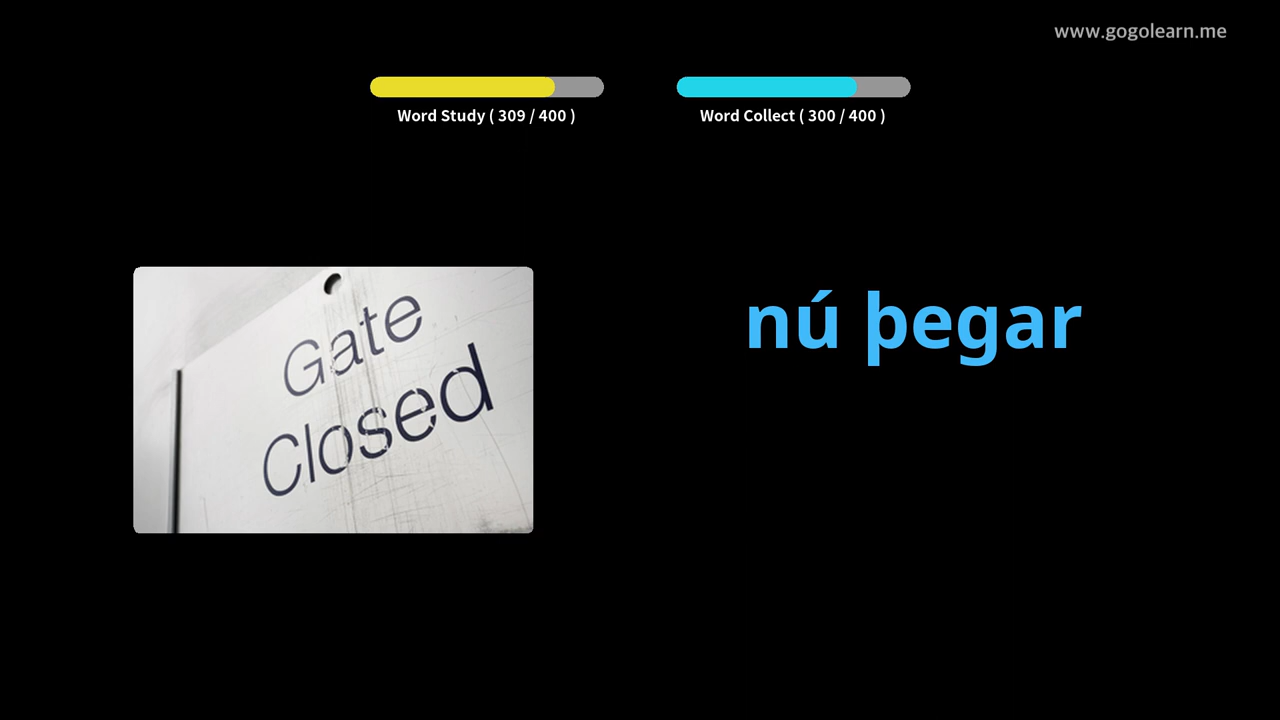 www.gogolearn.me
Word Study ( 309 / 400 )
Word Collect ( 300 / 400 )
Gate
Closed
nú þegar